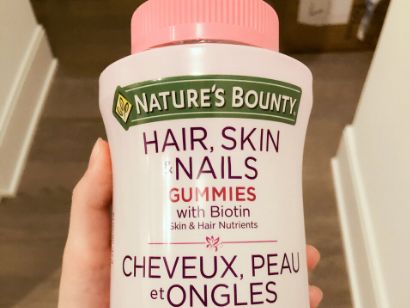 NATURE'S BOUNTY
HAIR, SKIN
& NAILS
GUMMIES
with Biotin
Skin & Hair Nutrients
CHEVEUX, PEAU
et ONGLES